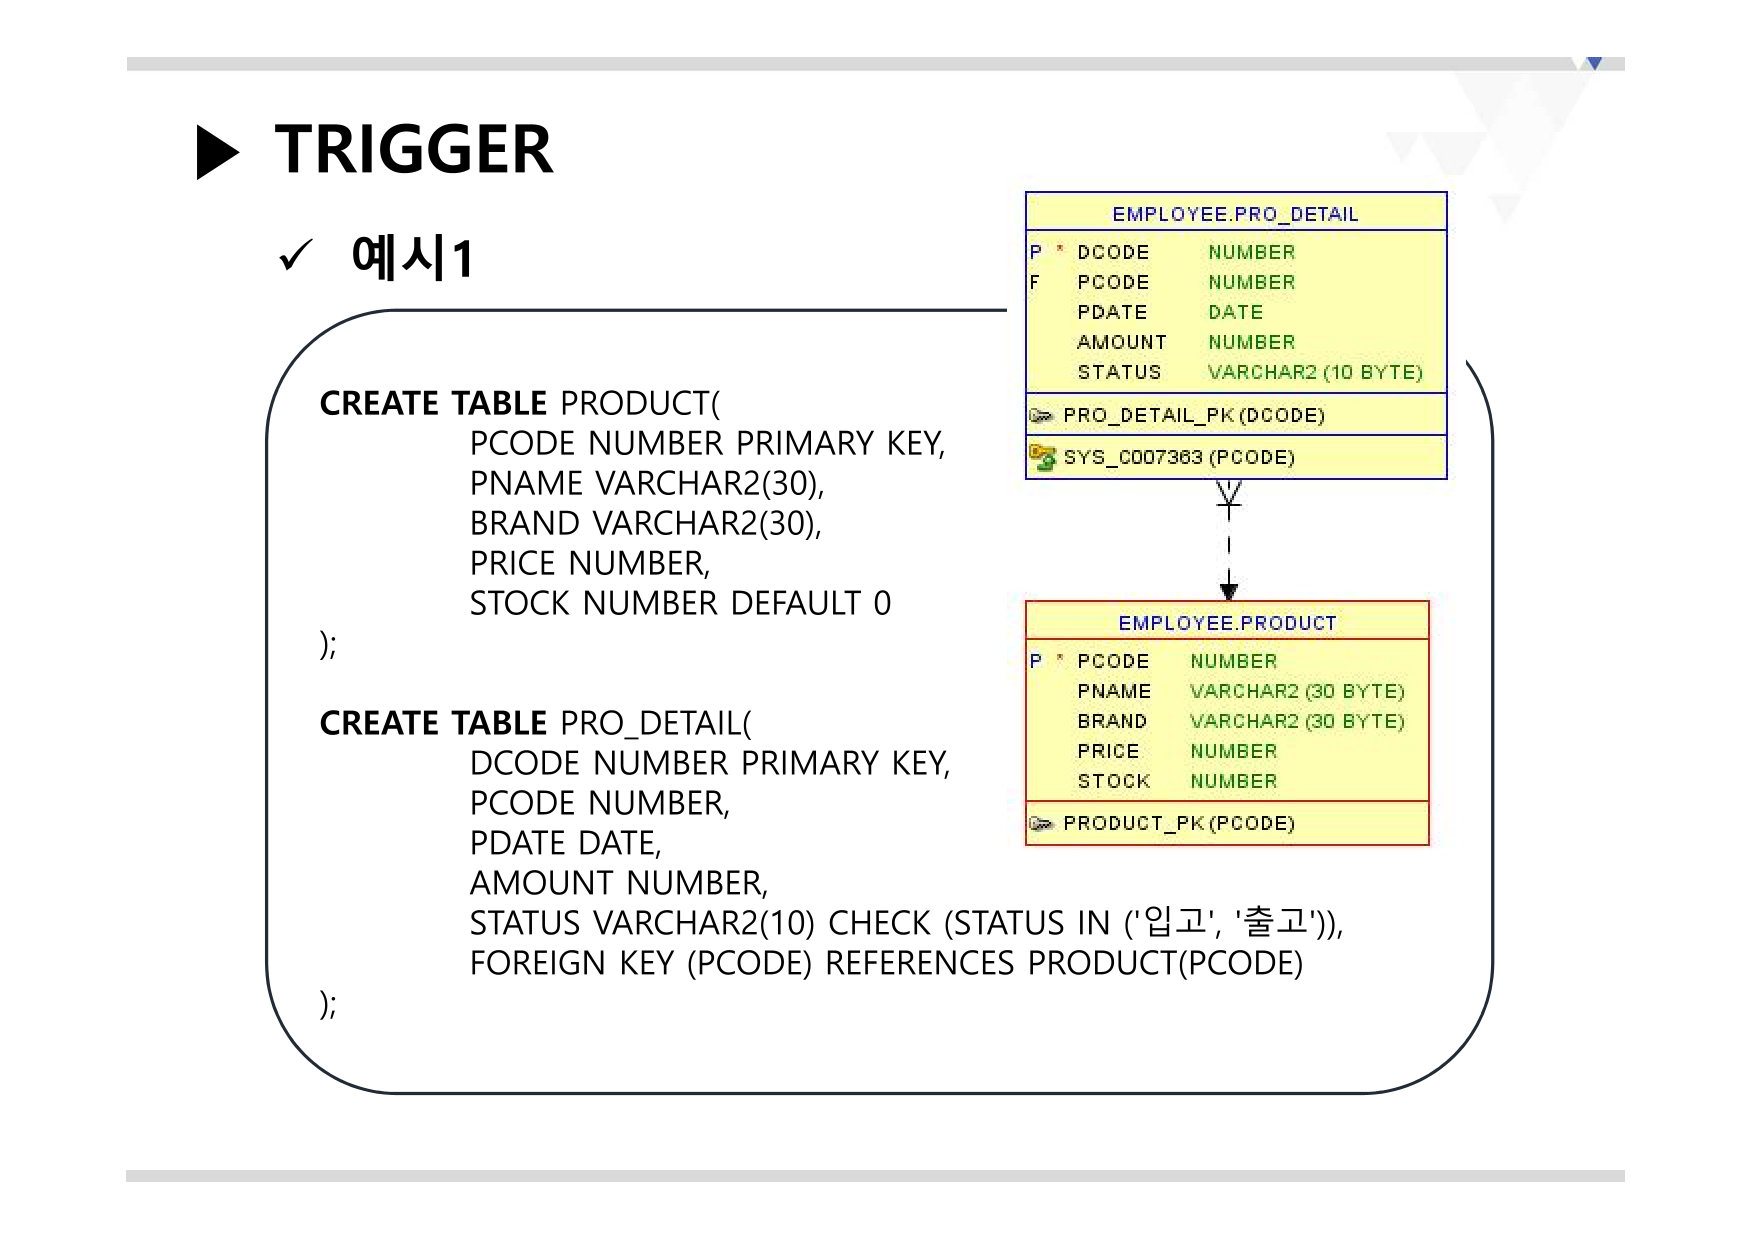 TRIGGER
✓ 예시1
CREATE TABLE PRODUCT(
PCODE NUMBER PRIMARY KEY,
PNAME VARCHAR2(30),
BRAND VARCHAR2(30),
PRICE NUMBER,
STOCK NUMBER DEFAULT 0
);
CREATE TABLE PRO_DETAIL(
DCODE NUMBER PRIMARY KEY,
PCODE NUMBER,
PDATE DATE,
AMOUNT NUMBER,
STATUS VARCHAR2(10) CHECK (STATUS IN ('입고', '출고')),
FOREIGN KEY (PCODE) REFERENCES PRODUCT(PCODE)
);
EMPLOYEE.PRO_DETAIL
P * DCODE NUMBER
F PCODE NUMBER
PDATE DATE
AMOUNT NUMBER
STATUS VARCHAR2 (10 BYTE)
PRO_DETAIL_PK (DCODE)
SYS_C007363 (PCODE)
EMPLOYEE.PRODUCT
P * PCODE NUMBER
PNAME VARCHAR2 (30 BYTE)
BRAND VARCHAR2 (30 BYTE)
PRICE NUMBER
STOCK NUMBER
PRODUCT_PK (PCODE)